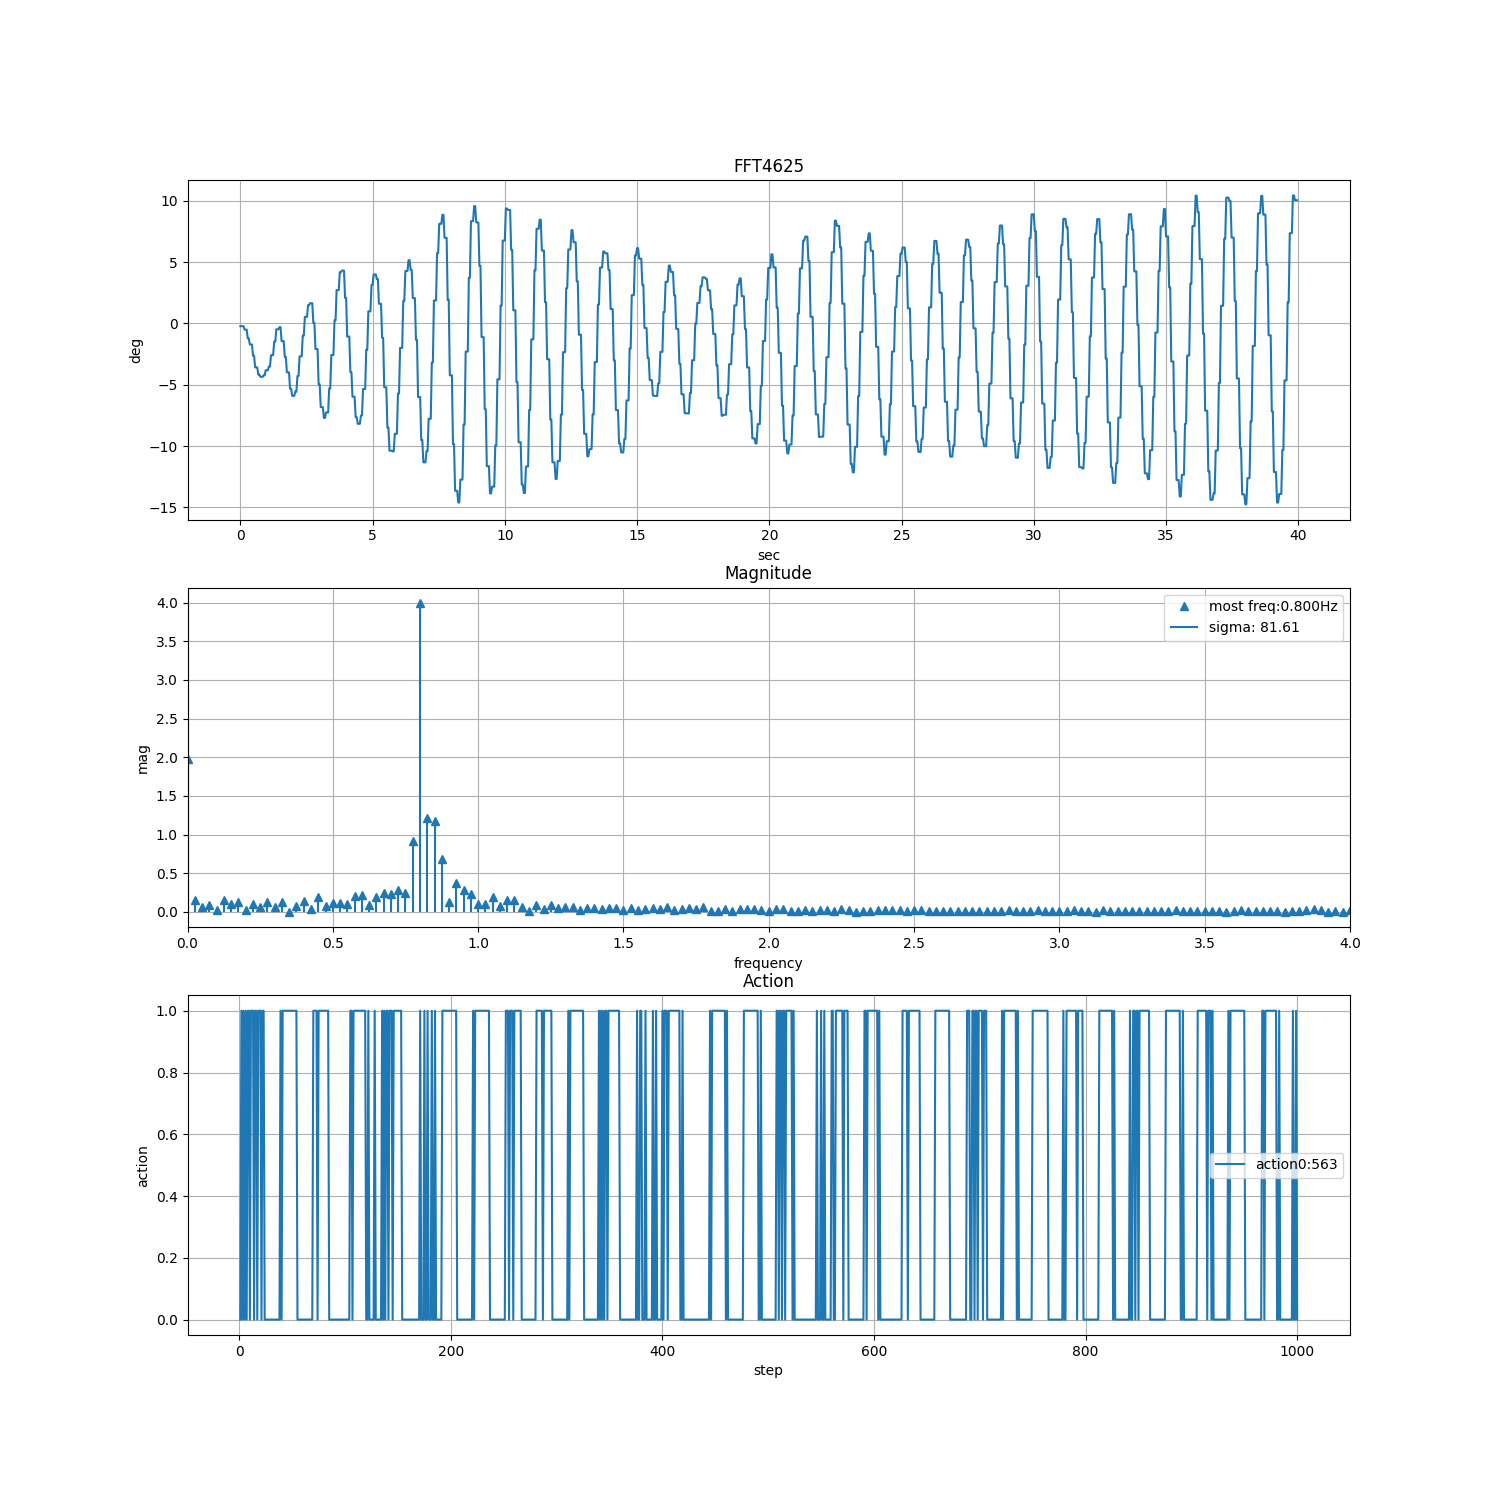 FFT4625
10
5
0
−5
−10
−15
deg
0 5 10 15 20 25 30 35 40
sec
Magnitude
4.0
3.5
3.0
2.5
2.0
1.5
1.0
0.5
0.0
mag
most freq:0.800Hz
sigma: 81.61
0.0 0.5 1.0 1.5 2.0 2.5 3.0 3.5 4.0
frequency
Action
1.0
0.8
0.6
0.4
0.2
0.0
action
action0:563
0 200 400 600 800 1000
step